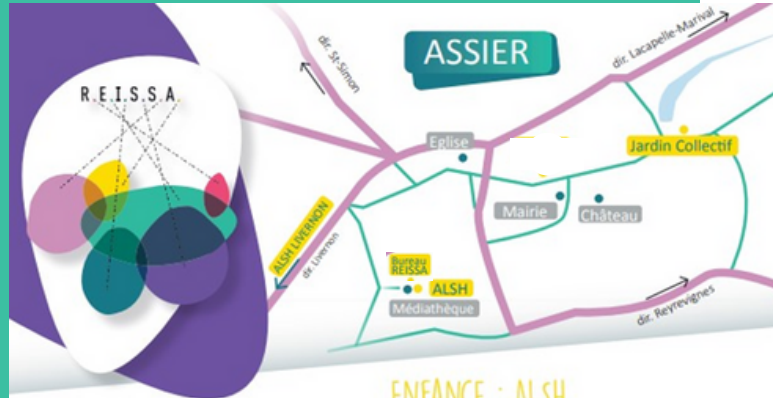 R.E.I.S.S.A.
ASSIER
dir. St-Simon
dir. Lacapelle-Marival
Eglise
Jardin Collectif
Mairie
Château
ALSH LIVERNON
dir. Livernon
Bureau
REISSA
ALSH
Médiathèque
dir. Reyrevignes
ENFANCE : ALSH